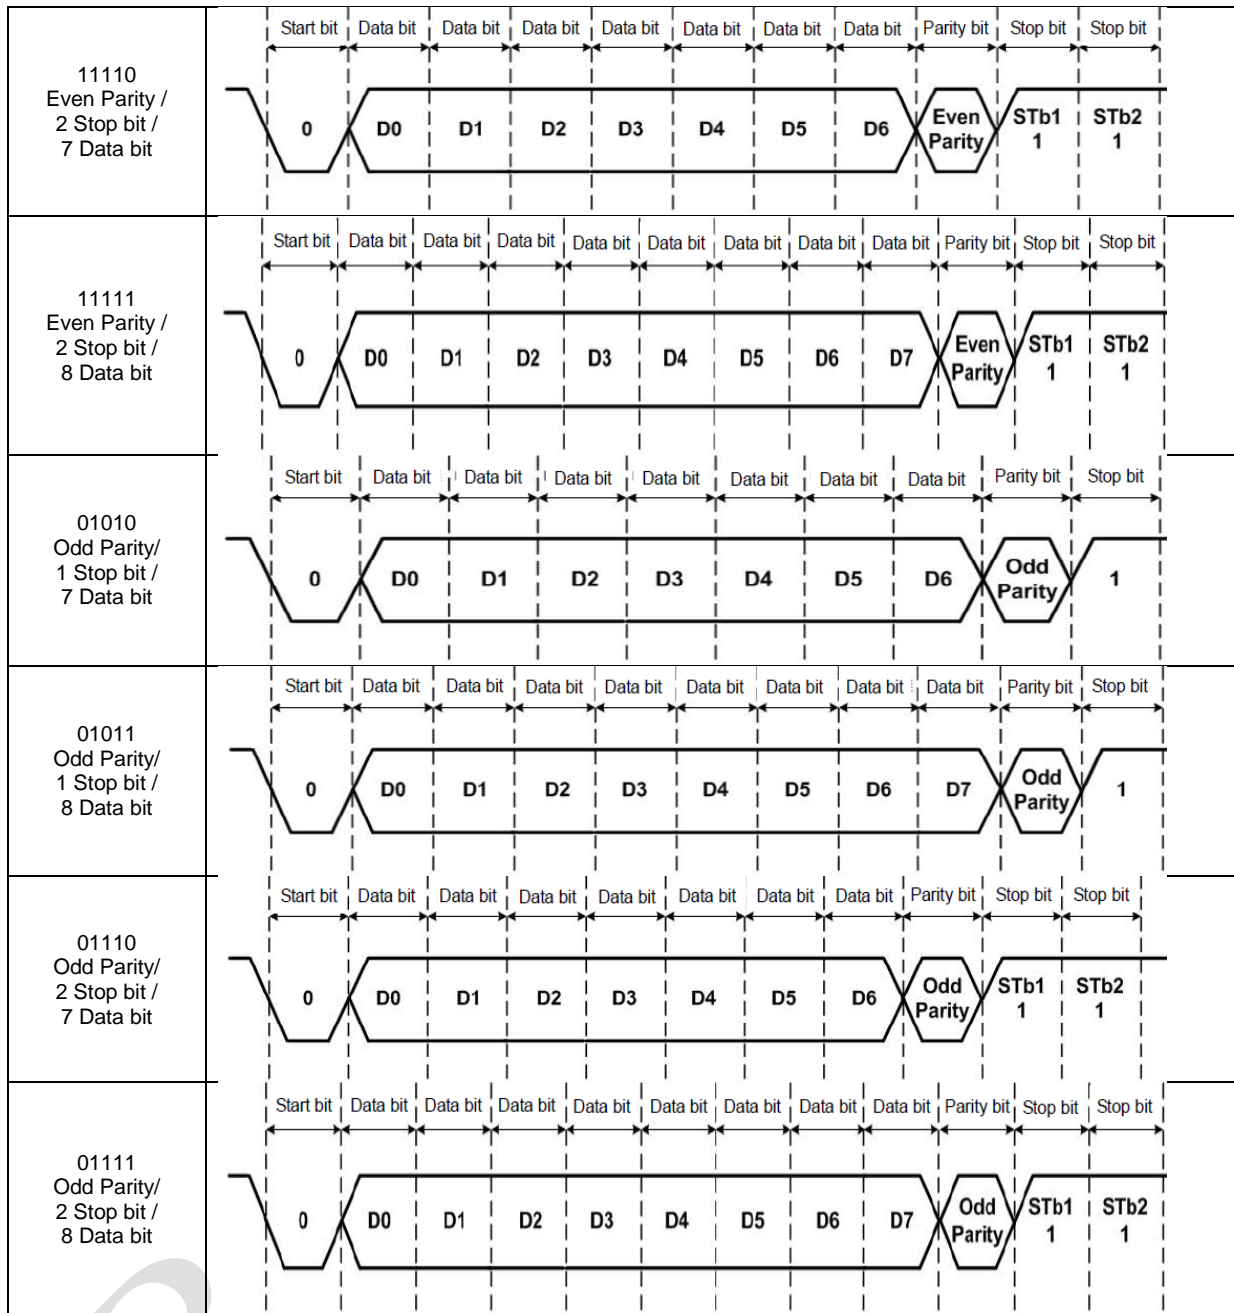 Start bit Data bit Data bit Data bit Data bit Data bit Data bit Data bit Parity bit Stop bit Stop bit
11110
Even Parity /
2 Stop bit /
7 Data bit
0 D0 D1 D2 D3 D4 D5 D6 Even Parity STb1 1 STb2 1
Start bit Data bit Data bit Data bit Data bit Data bit Data bit Data bit Data bit Parity bit Stop bit Stop bit
11111
Even Parity /
2 Stop bit /
8 Data bit
0 D0 D1 D2 D3 D4 D5 D6 D7 Even Parity STb1 1 STb2 1
Start bit Data bit Data bit Data bit Data bit Data bit Data bit Data bit Parity bit Stop bit
01010
Odd Parity/
1 Stop bit /
7 Data bit
0 D0 D1 D2 D3 D4 D5 D6 Odd Parity 1
Start bit Data bit Data bit Data bit Data bit Data bit Data bit Data bit Data bit Parity bit Stop bit
01011
Odd Parity/
1 Stop bit /
8 Data bit
0 D0 D1 D2 D3 D4 D5 D6 D7 Odd Parity 1
Start bit Data bit Data bit Data bit Data bit Data bit Data bit Data bit Parity bit Stop bit Stop bit
01110
Odd Parity/
2 Stop bit /
7 Data bit
0 D0 D1 D2 D3 D4 D5 D6 Odd Parity STb1 1 STb2 1
Start bit Data bit Data bit Data bit Data bit Data bit Data bit Data bit Data bit Parity bit Stop bit Stop bit
01111
Odd Parity/
2 Stop bit /
8 Data bit
0 D0 D1 D2 D3 D4 D5 D6 D7 Odd Parity STb1 1 STb2 1